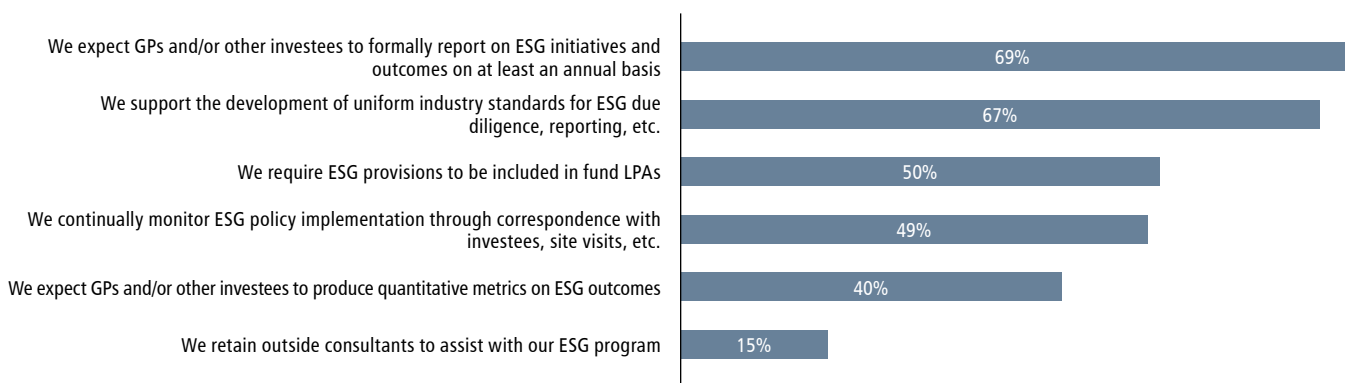 We expect GPs and/or other investees to formally report on ESG initiatives and
outcomes on at least an annual basis
69%
We support the development of uniform industry standards for ESG due
diligence, reporting, etc.
67%
We require ESG provisions to be included in fund LPAs
50%
We continually monitor ESG policy implementation through correspondence with
investees, site visits, etc.
49%
We expect GPs and/or other investees to produce quantitative metrics on ESG outcomes
40%
We retain outside consultants to assist with our ESG program
15%